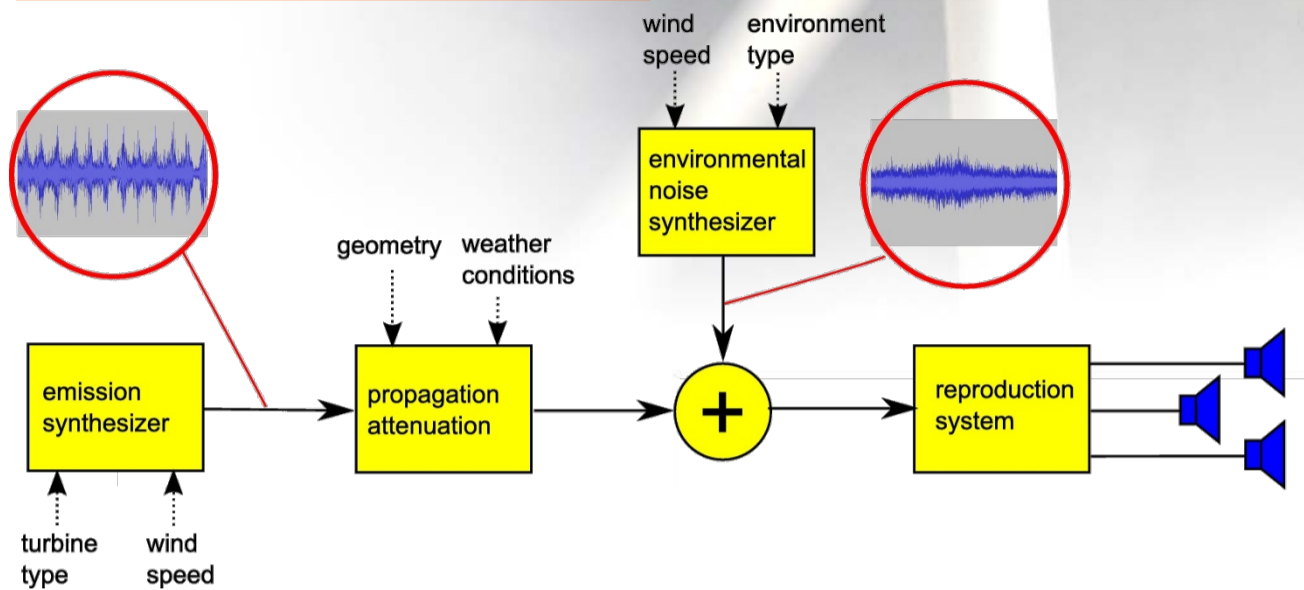 wind
speed
environment
type
environmental
noise
synthesizer
geometry
weather
conditions
emission
synthesizer
propagation
attenuation
+
reproduction
system
turbine
type
wind
speed